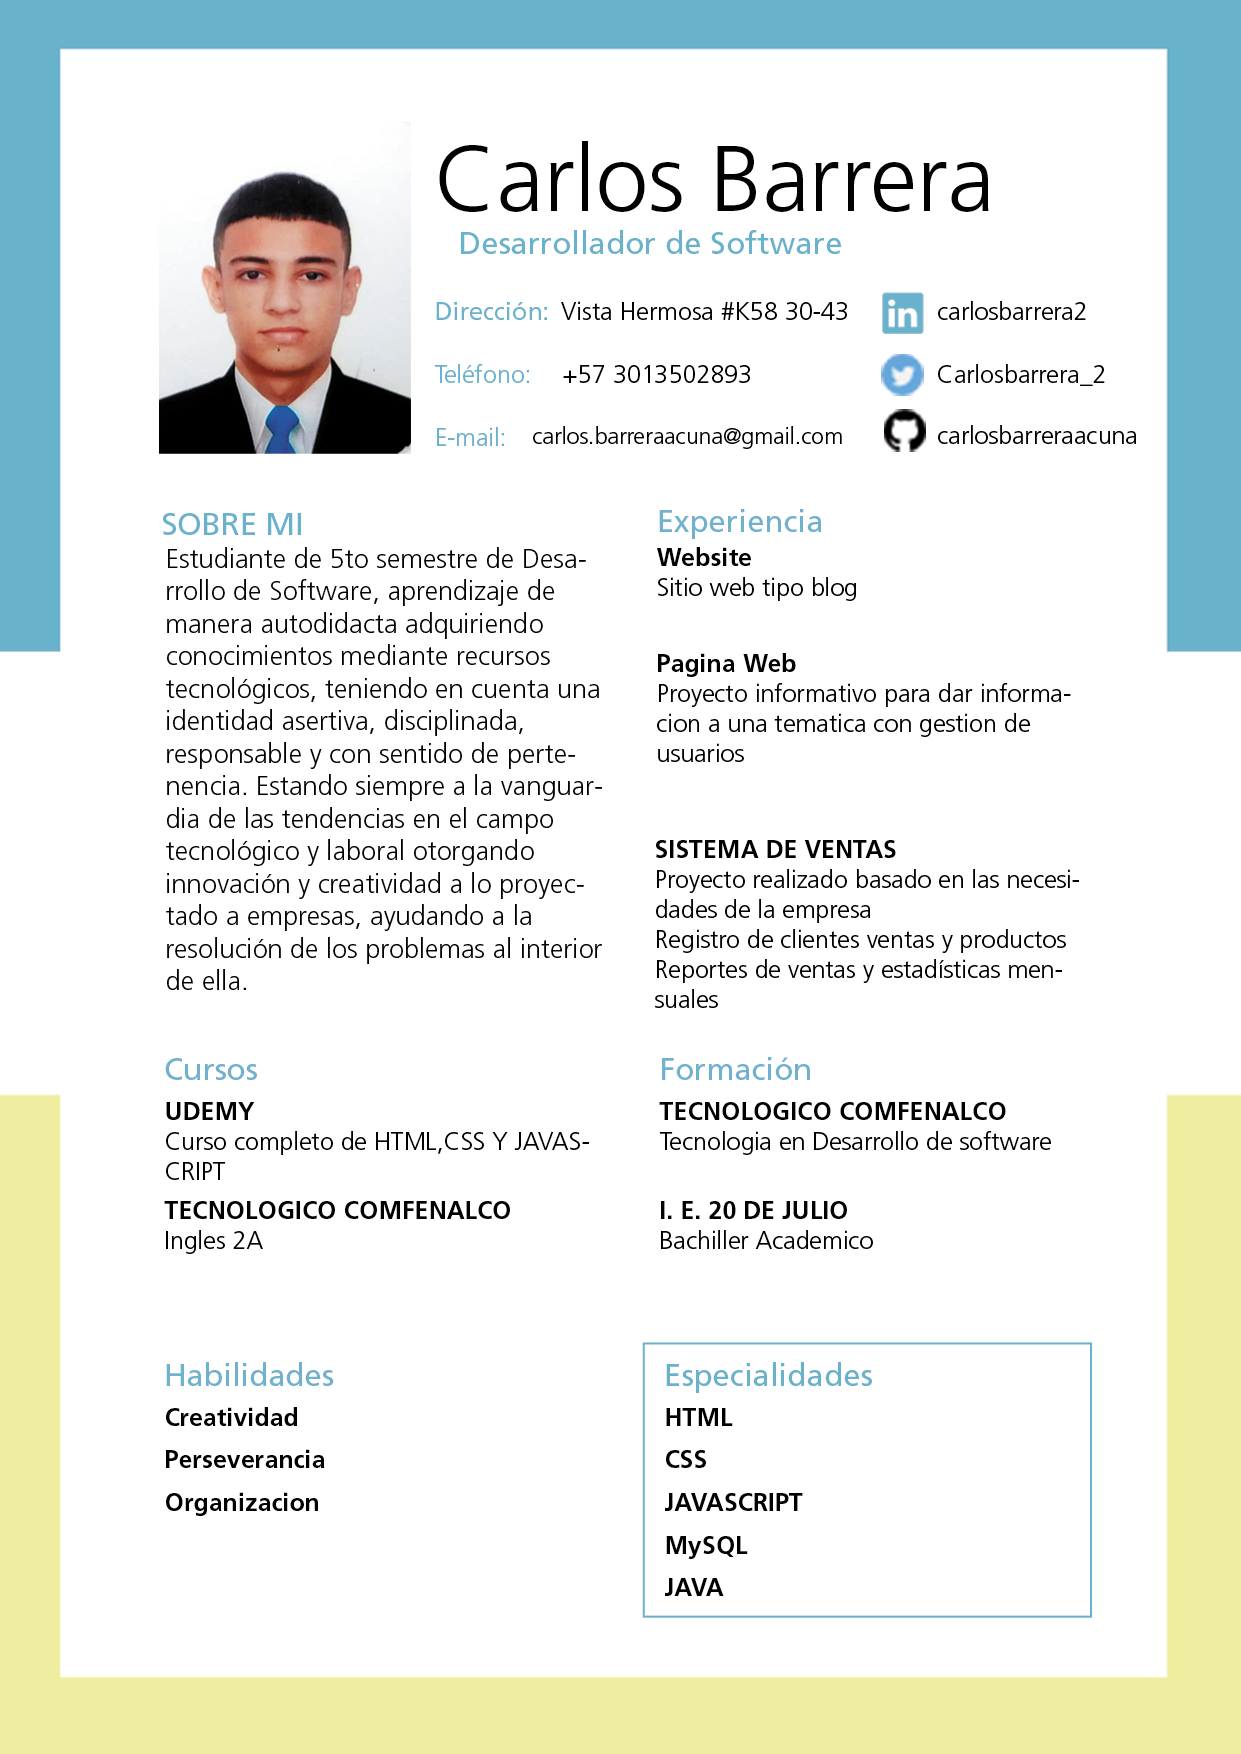 Carlos Barrera
Desarrollador de Software
Dirección: Vista Hermosa #K58 30-43
Teléfono: +57 3013502893
E-mail: carlos.barreraacuna@gmail.com
in carlosbarrera2
Carlosbarrera_2
carlosbarreraacuna
SOBRE MI
Estudiante de 5to semestre de Desa-
rrollo de Software, aprendizaje de
manera autodidacta adquiriendo
conocimientos mediante recursos
tecnológicos, teniendo en cuenta una
identidad asertiva, disciplinada,
responsable y con sentido de perte-
nencia. Estando siempre a la vanguar-
dia de las tendencias en el campo
tecnológico y laboral otorgando
innovación y creatividad a lo proyec-
tado a empresas, ayudando a la
resolución de los problemas al interior
de ella.
Experiencia
Website
Sitio web tipo blog
Pagina Web
Proyecto informativo para dar informa-
cion a una tematica con gestion de
usuarios
SISTEMA DE VENTAS
Proyecto realizado basado en las necesi-
dades de la empresa
Registro de clientes ventas y productos
Reportes de ventas y estadísticas men-
suales
Cursos
UDEMY
Curso completo de HTML,CSS Y JAVAS-
CRIPT
TECNOLOGICO COMFENALCO
Ingles 2A
Formación
TECNOLOGICO COMFENALCO
Tecnologia en Desarrollo de software
I. E. 20 DE JULIO
Bachiller Academico
Habilidades
Creatividad
Perseverancia
Organizacion
Especialidades
HTML
CSS
JAVASCRIPT
MySQL
JAVA